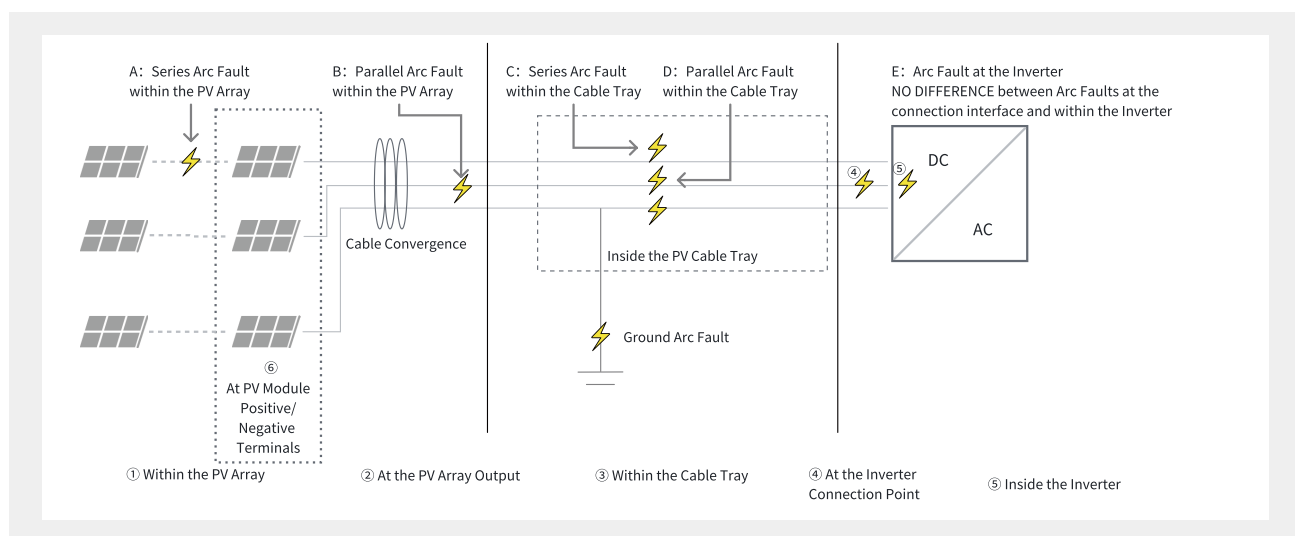 A：Series Arc Fault
within the PV Array
B：Parallel Arc Fault
within the PV Array
C：Series Arc Fault
within the Cable Tray
D：Parallel Arc Fault
within the Cable Tray
E：Arc Fault at the Inverter
NO DIFFERENCE between Arc Faults at the
connection interface and within the Inverter
④
⑤
DC
AC
Cable Convergence
Inside the PV Cable Tray
Ground Arc Fault
⑥
At PV Module
Positive/
Negative
Terminals
① Within the PV Array
② At the PV Array Output
③ Within the Cable Tray
④ At the Inverter
Connection Point
⑤ Inside the Inverter